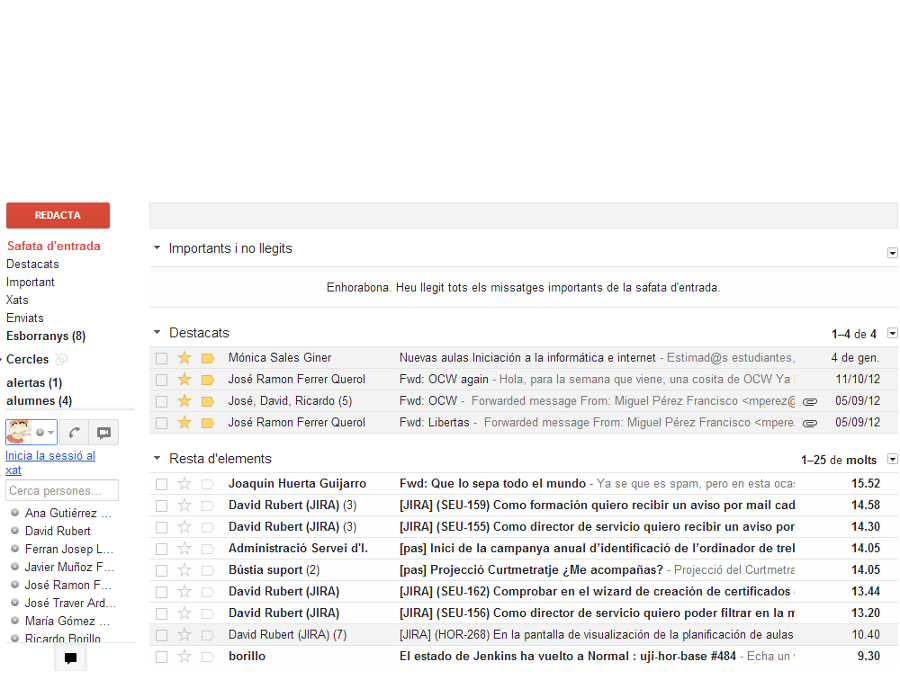 REDACTA
Safata d'entrada
Destacats
Important
Xats
Enviats
Esborranys (8)
Cercles
alertas (1)
alumnes (4)
Inicia la sessió al
xat
Cerca persones...
Ana Gutiérrez ...
David Rubert
Ferran Josep L...
Javier Muñoz F...
José Ramon F...
José Traver Ard...
María Gómez ...
Ricardo Borillo
Importants i no llegits
Enhorabona. Heu llegit tots els missatges importants de la safata d'entrada.
Destacats 1–4 de 4
Mónica Sales Giner Nuevas aulas Iniciación a la informática e internet - Estimad@s estudiantes, 4 de gen.
José Ramon Ferrer Querol Fwd: OCW again - Hola, para la semana que viene, una cosita de OCW Ya 11/10/12
José, David, Ricardo (5) Fwd: OCW - Forwarded message From: Miguel Pérez Francisco <mperez@ 05/09/12
José Ramon Ferrer Querol Fwd: Libertas - Forwarded message From: Miguel Pérez Francisco <mpere: 05/09/12
Resta d'elements 1–25 de molts
Joaquín Huerta Guijarro Fwd: Que lo sepa todo el mundo - Ya se que es spam, pero en esta ocas 15.52
David Rubert (JIRA) (3) [JIRA] (SEU-159) Como formación quiero recibir un aviso por mail cad 14.58
David Rubert (JIRA) (3) [JIRA] (SEU-155) Como director de servicio quiero recibir un aviso por 14.30
Administració Servei d'I. [pas] Inici de la campanya anual d'identificació de l'ordinador de trel 14.05
Bústia suport (2) [pas] Projecció Curtmetratje ¿Me acompañas? - Projecció del Curtmetra 14.05
David Rubert (JIRA) [JIRA] (SEU-162) Comprobar en el wizard de creación de certificados 13.44
David Rubert (JIRA) [JIRA] (SEU-156) Como director de servicio quiero poder filtrar en la m 13.20
David Rubert (JIRA) (7) [JIRA] (HOR-268) En la pantalla de visualización de la planificación de aulas 10.40
borillo El estado de Jenkins ha vuelto a Normal : uji-hor-base #484 - Echa un 9.30